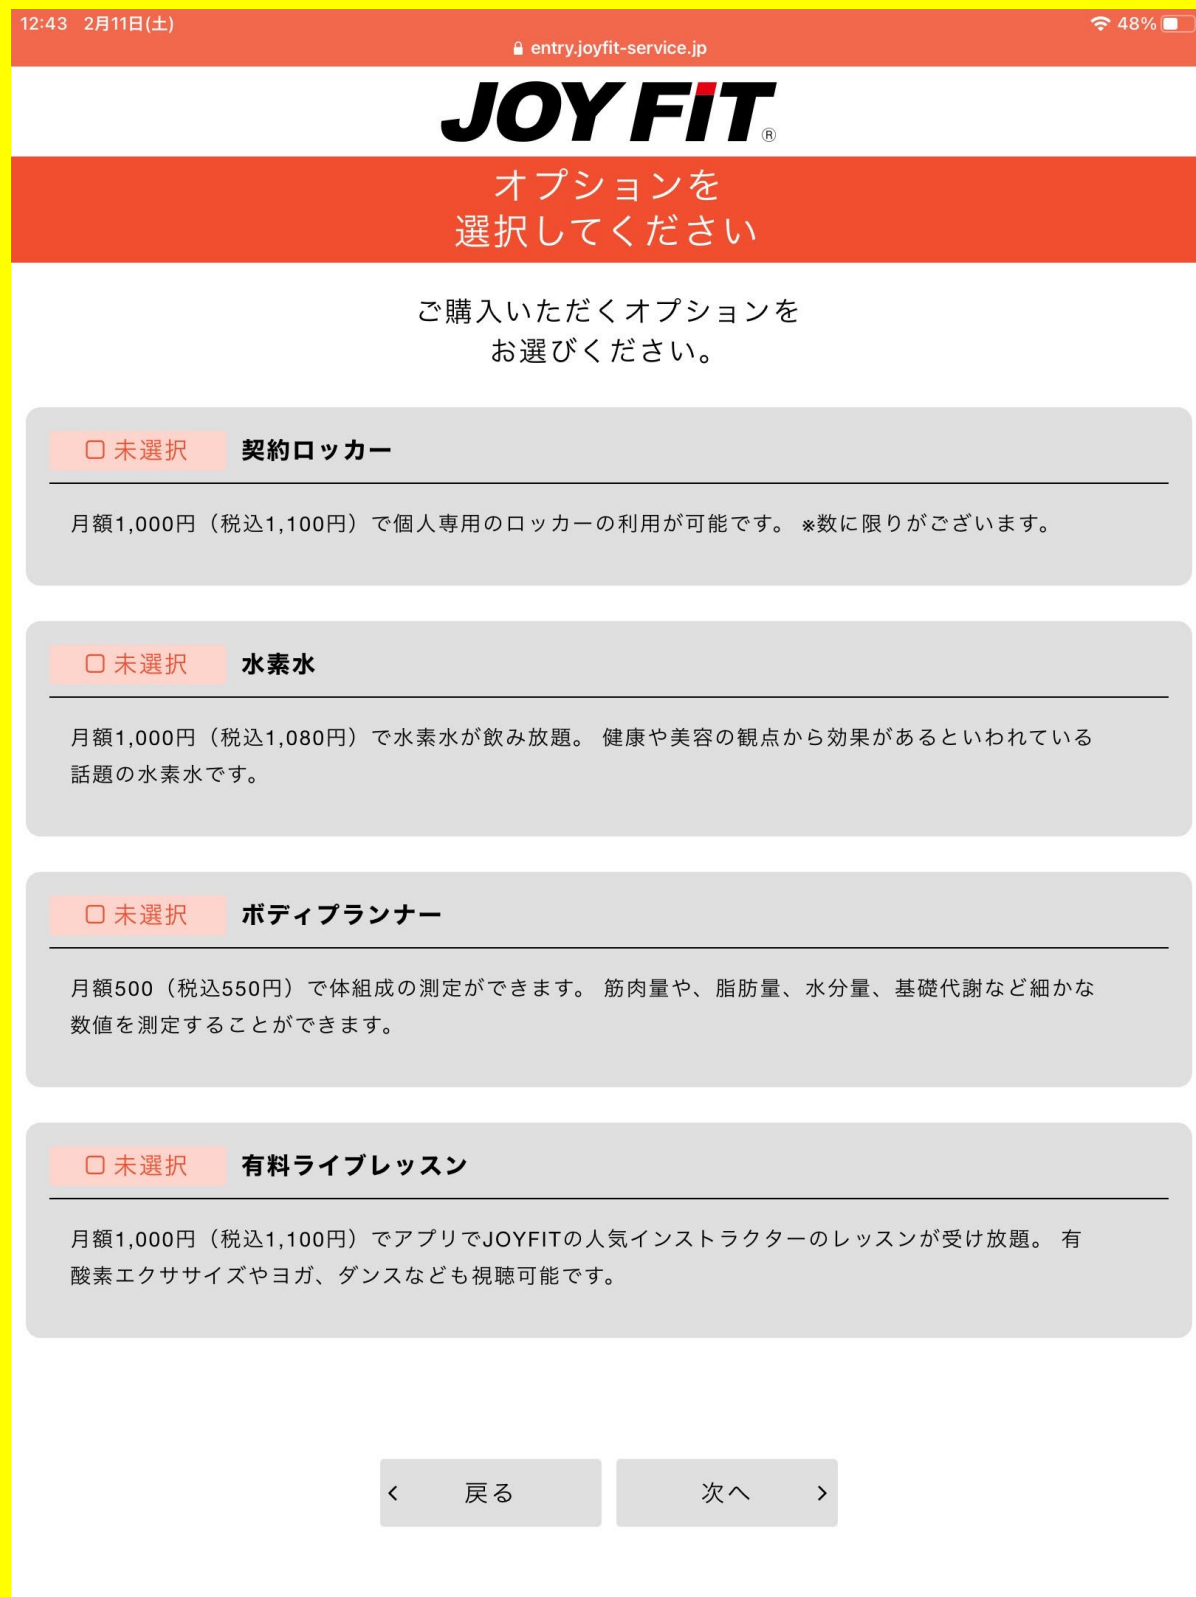 12:43 2月11日(土)
48%
entry.joyfit-service.jp
JOYFIT®
オプションを
選択してください
ご購入いただくオプションを
お選びください。
未選択 契約ロッカー
月額1,000円（税込1,100円）で個人専用のロッカーの利用が可能です。 ※数に限りがございます。
未選択 水素水
月額1,000円（税込1,080円）で水素水が飲み放題。 健康や美容の観点から効果があるといわれている
話題の水素水です。
未選択 ボディプランナー
月額500（税込550円）で体組成の測定ができます。 筋肉量や、脂肪量、水分量、基礎代謝など細かな
数値を測定することができます。
未選択 有料ライブレッスン
月額1,000円（税込1,100円）でアプリでJOYFITの人気インストラクターのレッスンが受け放題。 有
酸素エクササイズやヨガ、ダンスなども視聴可能です。
戻る
次へ